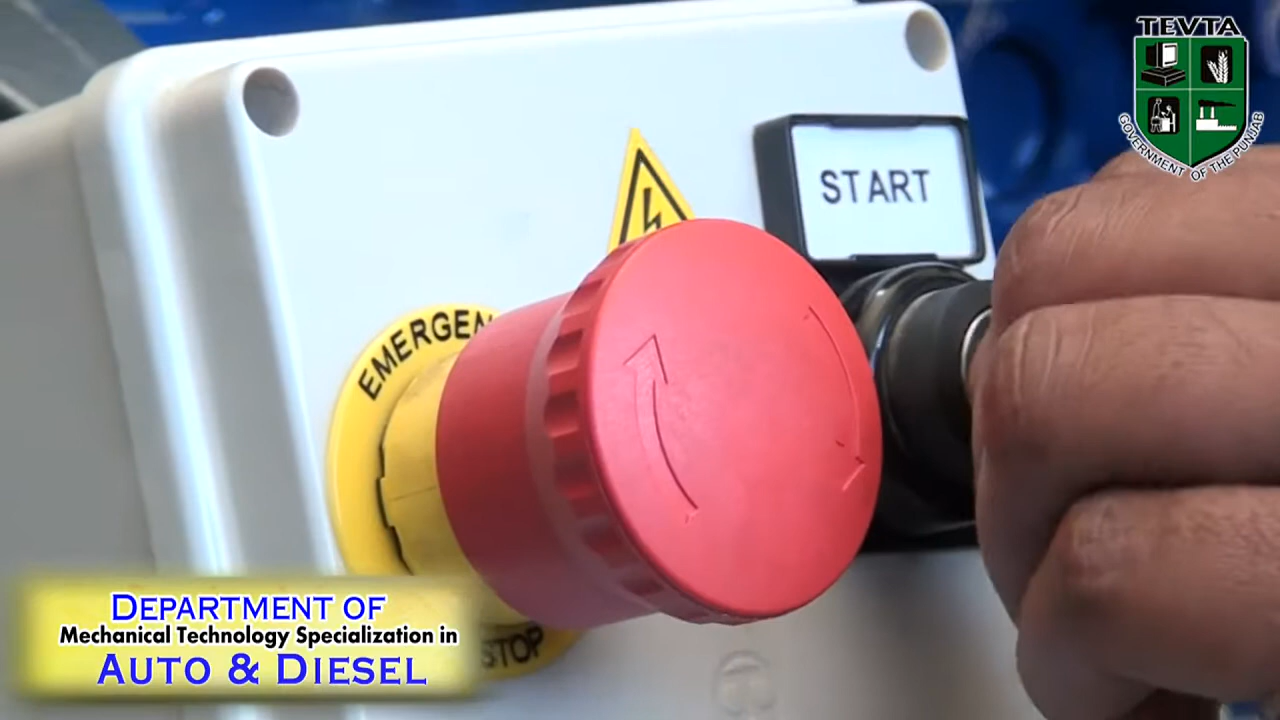 TEVTA
GOVERNMENT OF THE PUNJAB
START
EMERGEN
STOP
DEPARTMENT OF
Mechanical Technology Specialization in
AUTO & DIESEL